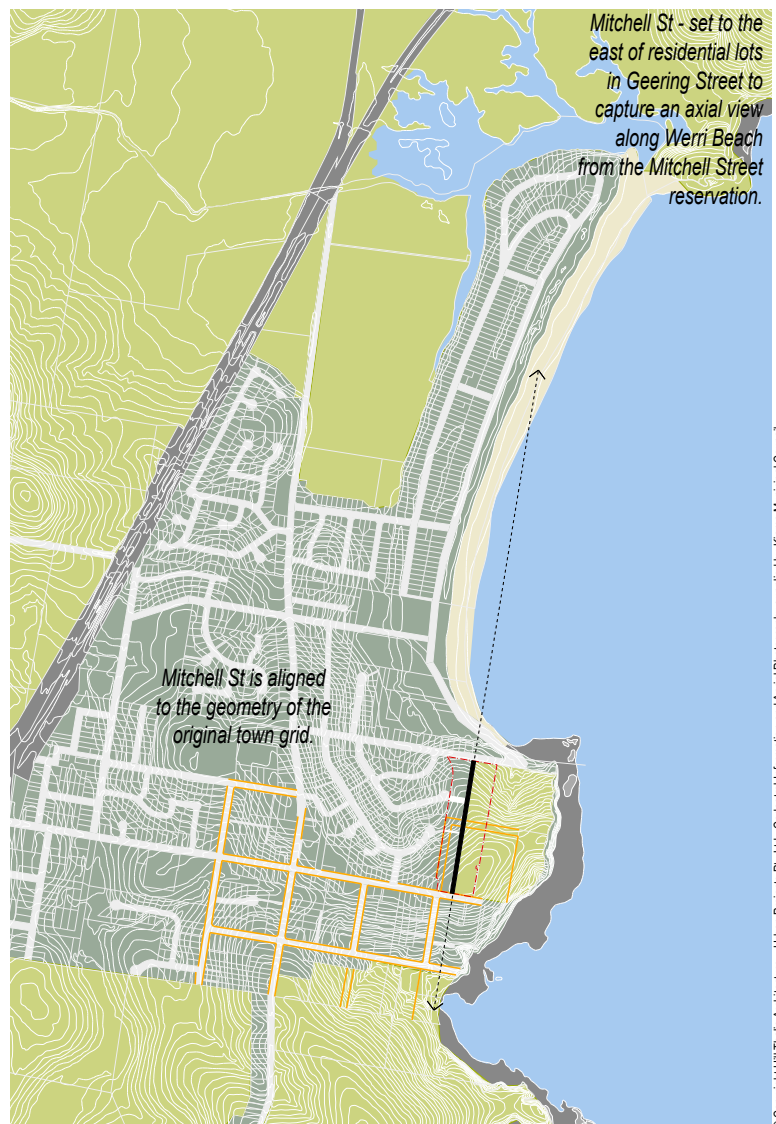 Mitchell St - set to the
east of residential lots
in Geering Street to
capture an axial view
along Werri Beach
from the Mitchell Street
reservation.
Mitchell St is aligned
to the geometry of the
original town grid.